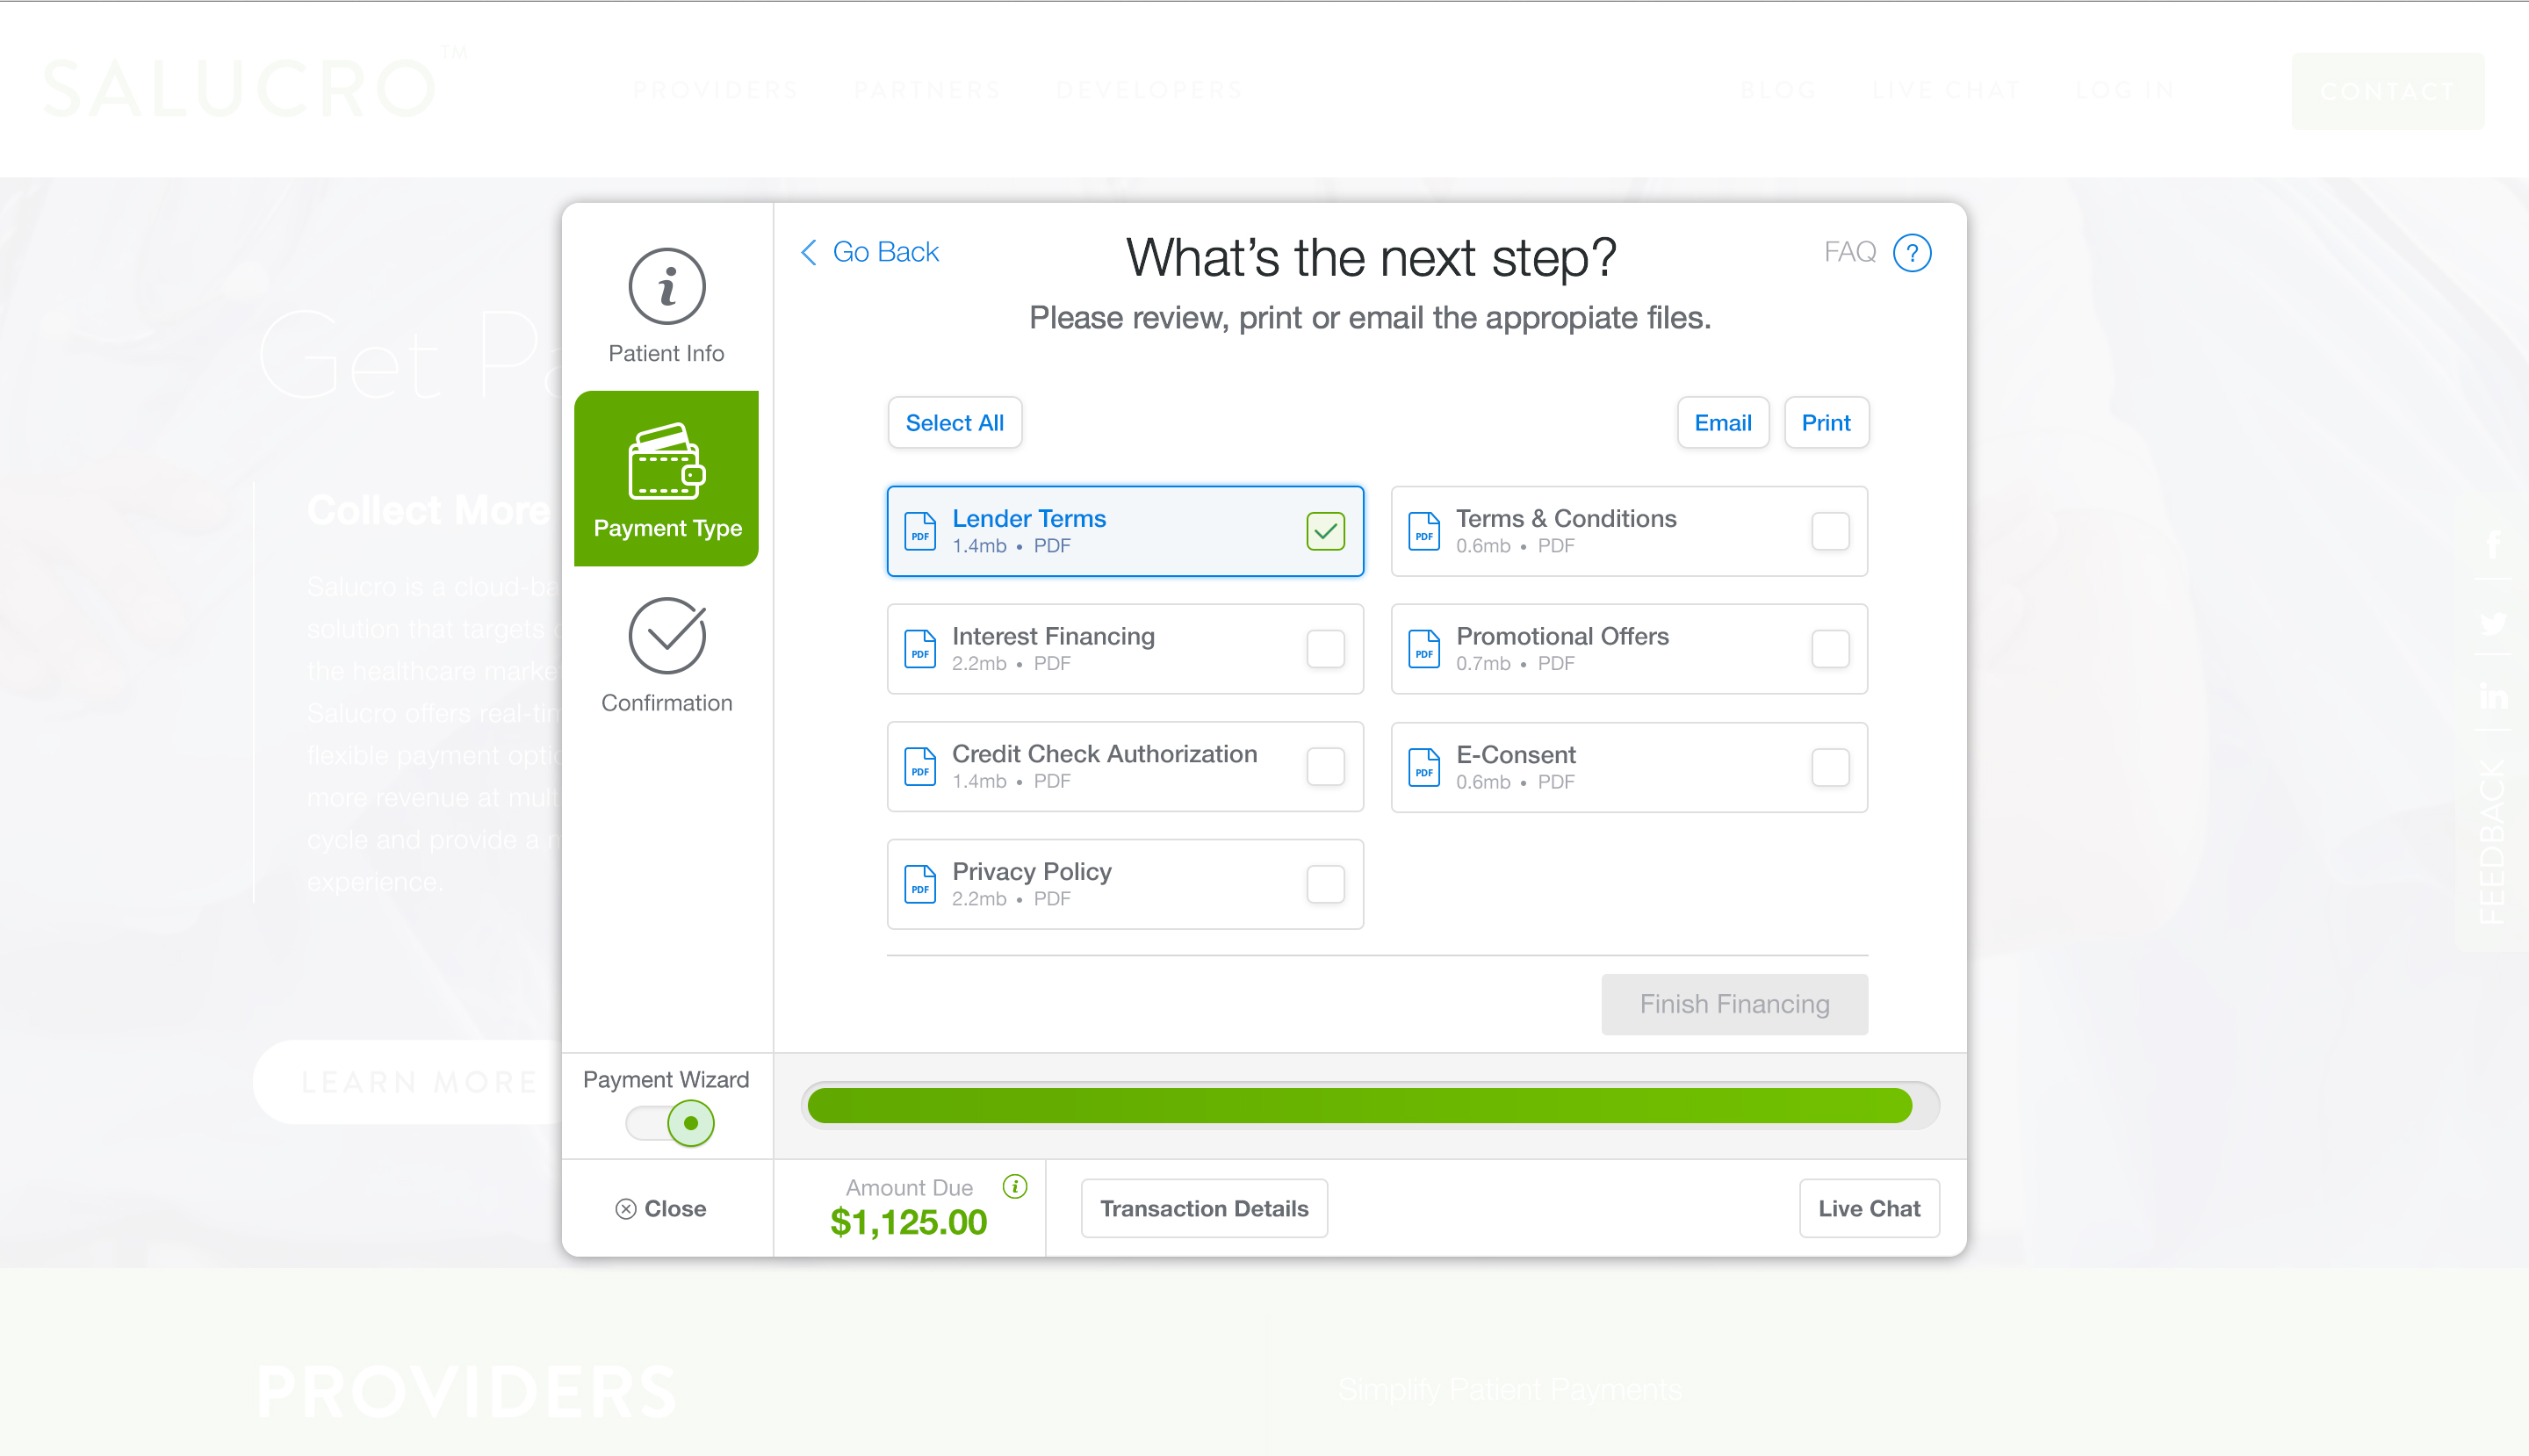 SALUCRO™
PROVIDERS PARTNERS DEVELOPERS BLOG LIVE CHAT LOG IN CONTACT
Get Pa
Collect More
Salucro is a cloud-ba
solution that targets
the healthcare marke
Salucro offers real-tim
flexible payment optio
more revenue at mult
cycle and provide a
experience.
LEARN MORE
Patient Info
Payment Type
Confirmation
Go Back
What's the next step?
FAQ ?
Please review, print or email the appropiate files.
Select All
Email
Print
PDF Lender Terms
1.4mb • PDF
PDF Terms & Conditions
0.6mb • PDF
PDF Interest Financing
2.2mb • PDF
PDF Promotional Offers
0.7mb • PDF
PDF Credit Check Authorization
1.4mb • PDF
PDF E-Consent
0.6mb • PDF
PDF Privacy Policy
2.2mb • PDF
Finish Financing
Payment Wizard
Close
Amount Due
$1,125.00
Transaction Details
Live Chat
FEEDBACK
PROVIDERS
Simplify Patient Payments